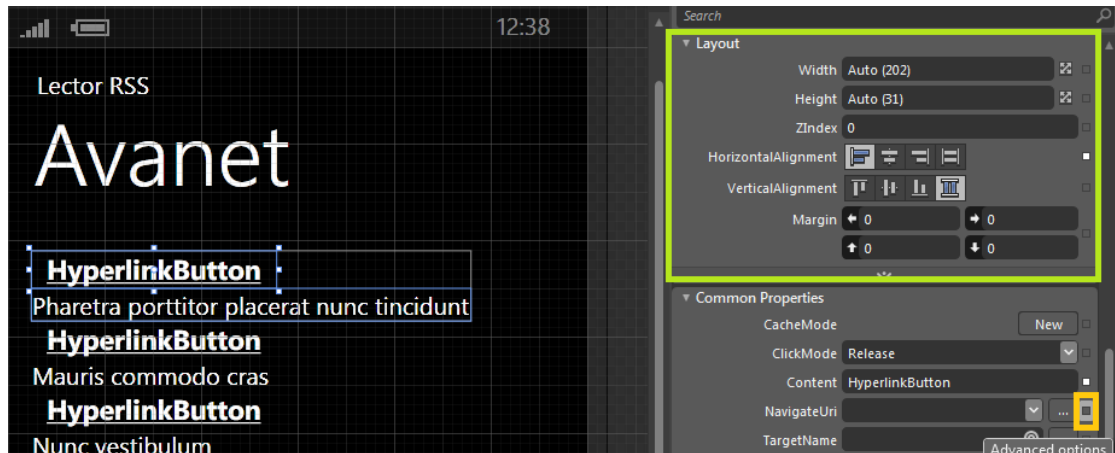 12:38
Lector RSS
Avanet
HyperlinkButton
Pharetra porttitor placerat nunc tincidunt
HyperlinkButton
Mauris commodo cras
HyperlinkButton
Nunc vestibulum
Search
Layout
Width Auto (202)
Height Auto (31)
ZIndex 0
HorizontalAlignment
VerticalAlignment
Margin 0 0
0 0
Common Properties
CacheMode New
ClickMode Release
Content HyperlinkButton
NavigateUri ...
TargetName
Advanced options